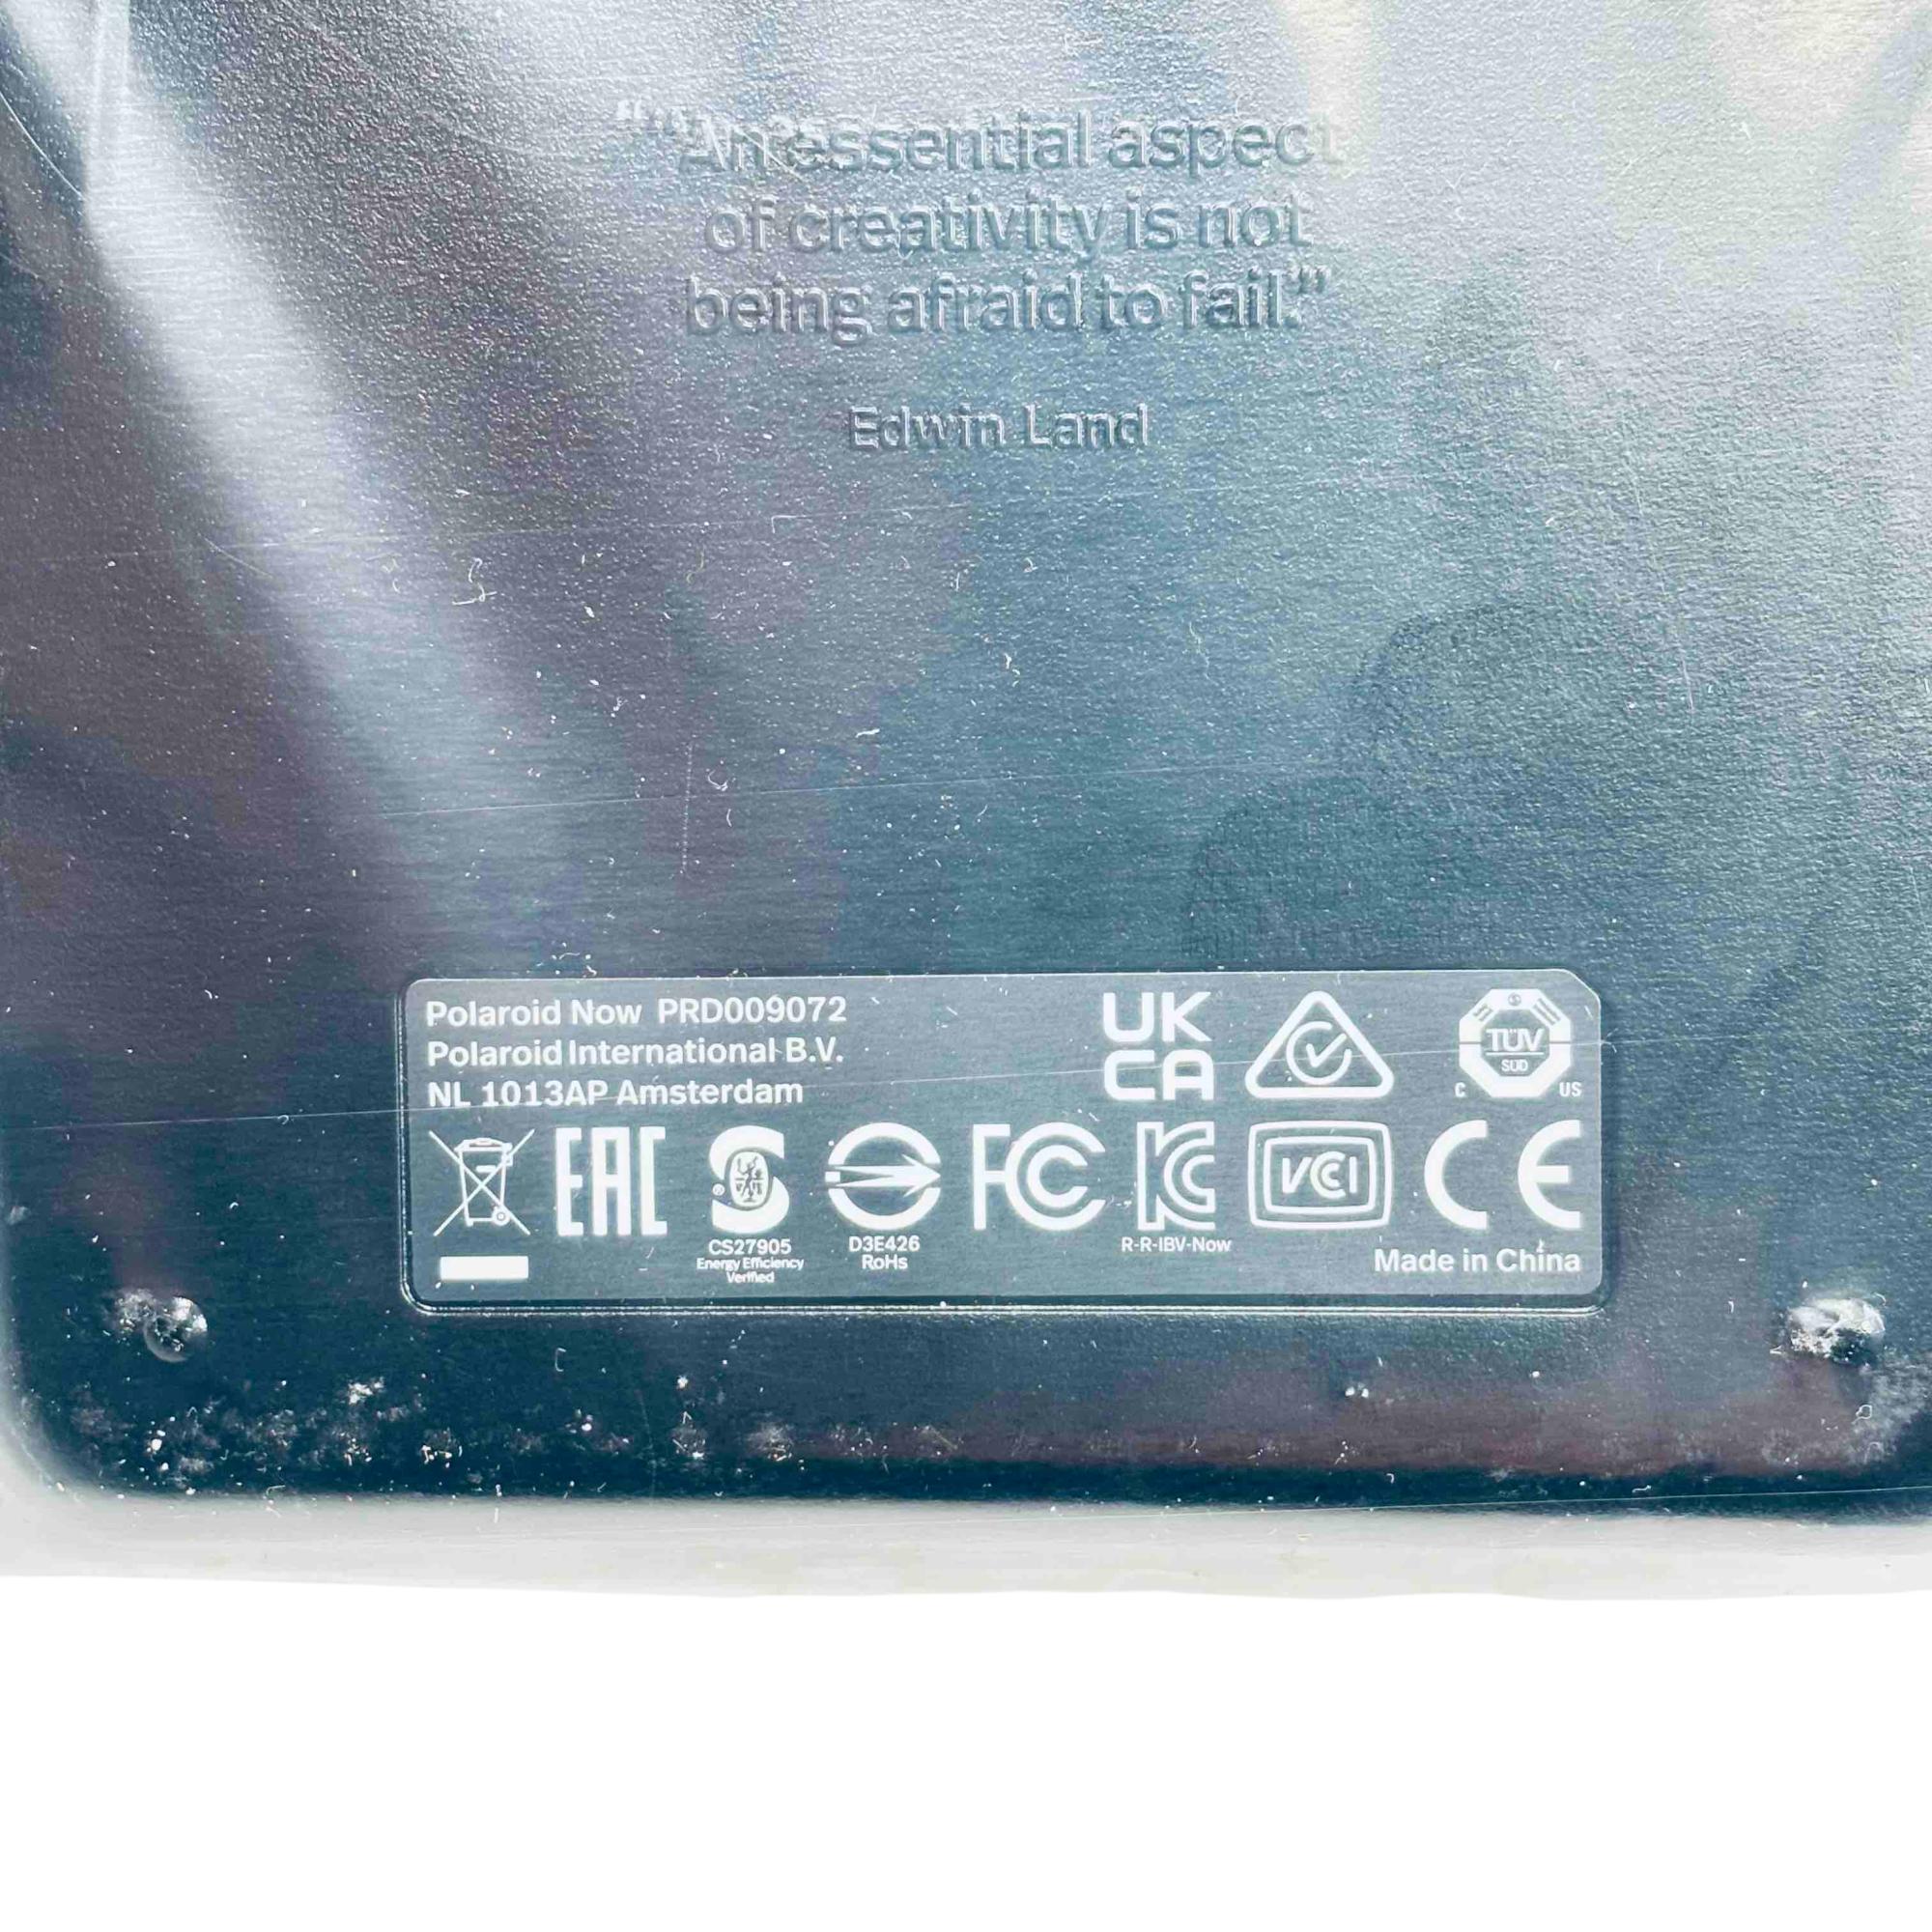 "An essential aspect
of creativity is not
being afraid to fail."
Edwin Land
Polaroid Now PRD009072
Polaroid International B.V.
NL 1013AP Amsterdam
UK
CA
TÜV
SÜD
C US
EAC
S
FC
KC
VCI
CE
CS27905
Energy Efficiency
Verified
D3E426
RoHs
R-R-IBV-Now
Made in China